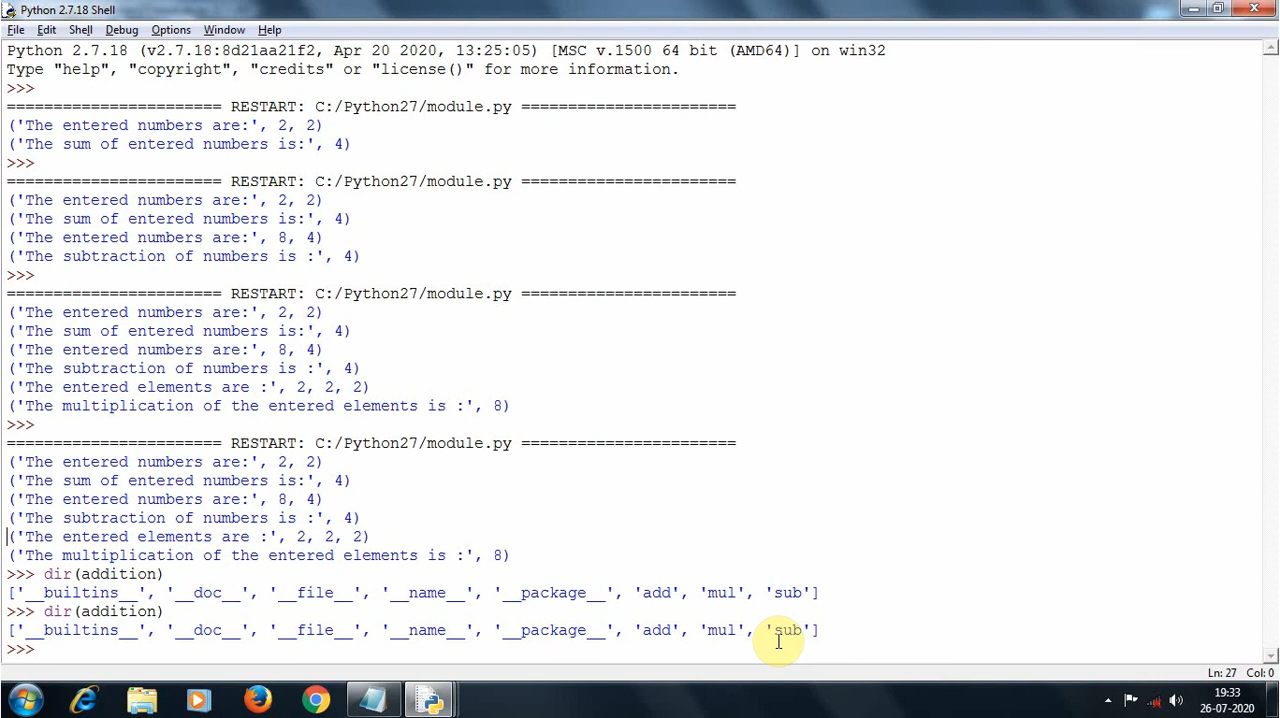 Python 2.7.18 Shell
File Edit Shell Debug Options Window Help
Python 2.7.18 (v2.7.18:8d21aa21f2, Apr 20 2020, 13:25:05) [MSC v.1500 64 bit (AMD64)] on win32
Type "help", "copyright", "credits" or "license()" for more information.
>>>
======================= RESTART: C:/Python27/module.py =======================
('The entered numbers are:', 2, 2)
('The sum of entered numbers is:', 4)
>>>
======================= RESTART: C:/Python27/module.py =======================
('The entered numbers are:', 2, 2)
('The sum of entered numbers is:', 4)
('The entered numbers are:', 8, 4)
('The subtraction of numbers is :', 4)
>>>
======================= RESTART: C:/Python27/module.py =======================
('The entered numbers are:', 2, 2)
('The sum of entered numbers is:', 4)
('The entered numbers are:', 8, 4)
('The subtraction of numbers is :', 4)
('The entered elements are :', 2, 2, 2)
('The multiplication of the entered elements is :', 8)
>>>
======================= RESTART: C:/Python27/module.py =======================
('The entered numbers are:', 2, 2)
('The sum of entered numbers is:', 4)
('The entered numbers are:', 8, 4)
('The subtraction of numbers is :', 4)
('The entered elements are :', 2, 2, 2)
('The multiplication of the entered elements is :', 8)
>>> dir(addition)
['__builtins__', '__doc__', '__file__', '__name__', '__package__', 'add', 'mul', 'sub']
>>> dir(addition)
['__builtins__', '__doc__', '__file__', '__name__', '__package__', 'add', 'mul', 'sub']
>>>
Ln: 27 Col: 0
19:33
26-07-2020